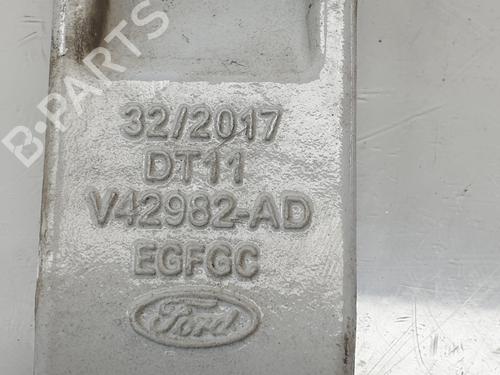 B-PARTS
32/2017
DT11
V42982-AD
EGFGC
Ford